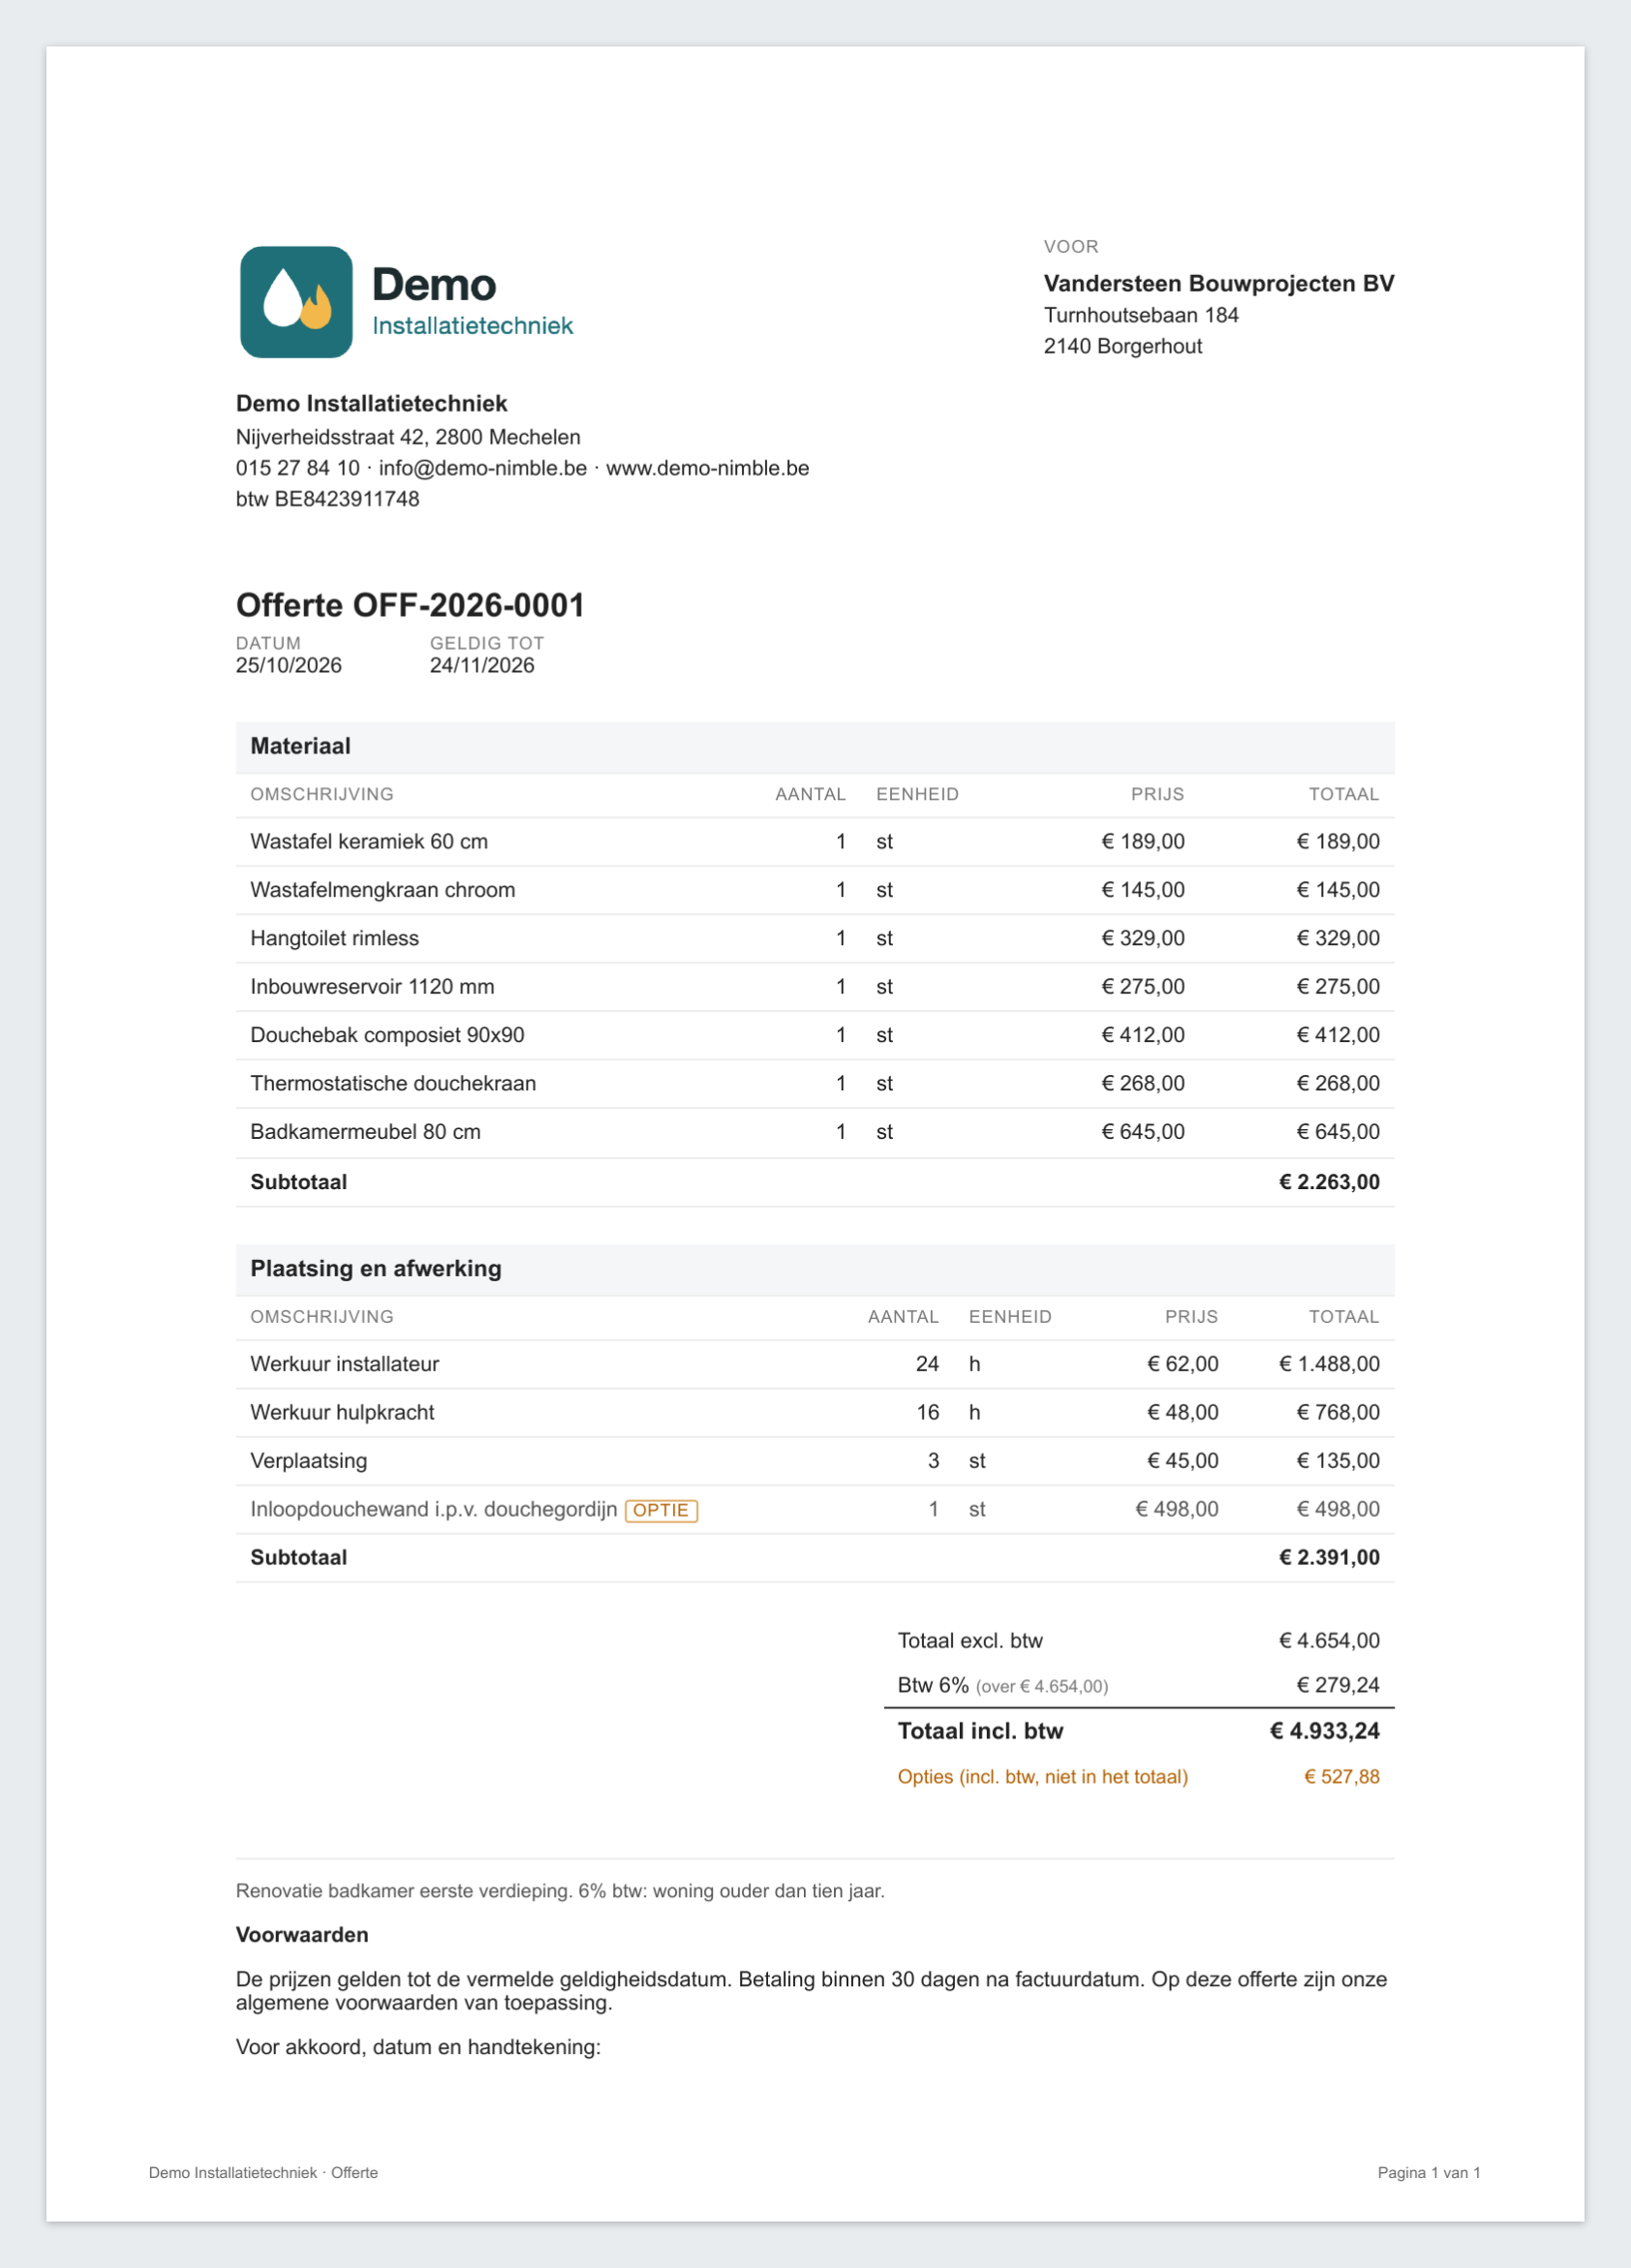 Demo
Installatietechniek
VOOR
Vandersteen Bouwprojecten BV
Turnhoutsebaan 184
2140 Borgerhout
Demo Installatietechniek
Nijverheidsstraat 42, 2800 Mechelen
015 27 84 10 · info@demo-nimble.be · www.demo-nimble.be
btw BE8423911748
Offerte OFF-2026-0001
DATUM GELDIG TOT
25/10/2026 24/11/2026
Materiaal
OMSCHRIJVING AANTAL EENHEID PRIJS TOTAAL
Wastafel keramiek 60 cm 1 st € 189,00 € 189,00
Wastafelmengkraan chroom 1 st € 145,00 € 145,00
Hangtoilet rimless 1 st € 329,00 € 329,00
Inbouwreservoir 1120 mm 1 st € 275,00 € 275,00
Douchebak composiet 90x90 1 st € 412,00 € 412,00
Thermostatische douchekraan 1 st € 268,00 € 268,00
Badkamermeubel 80 cm 1 st € 645,00 € 645,00
Subtotaal € 2.263,00
Plaatsing en afwerking
OMSCHRIJVING AANTAL EENHEID PRIJS TOTAAL
Werkuur installateur 24 h € 62,00 € 1.488,00
Werkuur hulpkracht 16 h € 48,00 € 768,00
Verplaatsing 3 st € 45,00 € 135,00
Inloopdouchewand i.p.v. douchegordijn OPTIE 1 st € 498,00 € 498,00
Subtotaal € 2.391,00
Totaal excl. btw € 4.654,00
Btw 6% (over € 4.654,00) € 279,24
Totaal incl. btw € 4.933,24
Opties (incl. btw, niet in het totaal) € 527,88
Renovatie badkamer eerste verdieping. 6% btw: woning ouder dan tien jaar.
Voorwaarden
De prijzen gelden tot de vermelde geldigheidsdatum. Betaling binnen 30 dagen na factuurdatum. Op deze offerte zijn onze
algemene voorwaarden van toepassing.
Voor akkoord, datum en handtekening:
Demo Installatietechniek · Offerte Pagina 1 van 1